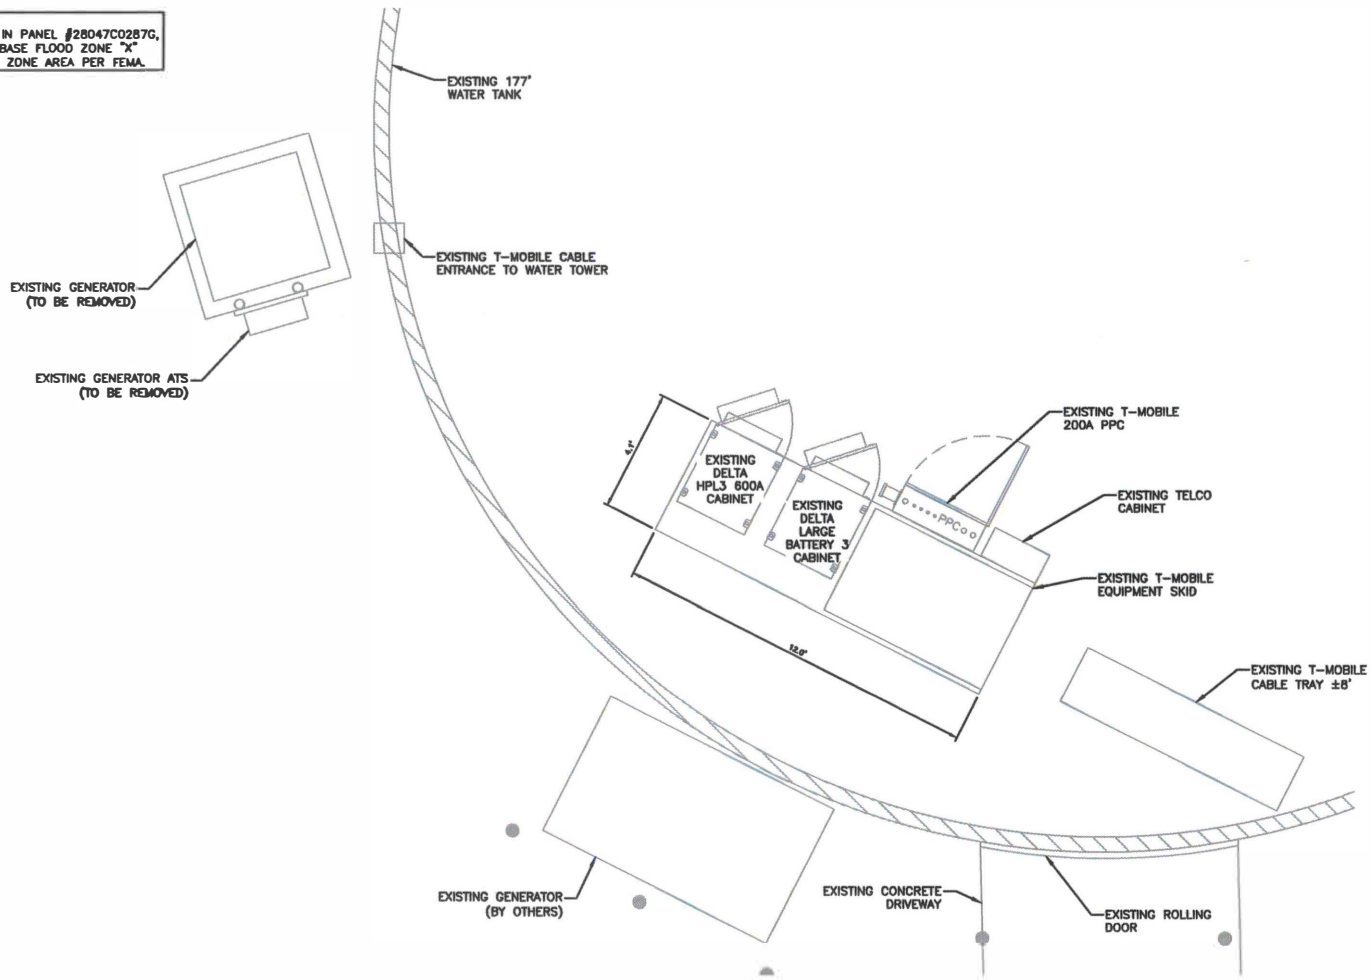 IN PANEL #28047C0287G,
BASE FLOOD ZONE "X"
ZONE AREA PER FEMA.
EXISTING 177'
WATER TANK
EXISTING T-MOBILE CABLE
ENTRANCE TO WATER TOWER
EXISTING GENERATOR
(TO BE REMOVED)
EXISTING GENERATOR ATS
(TO BE REMOVED)
4.1'
EXISTING
DELTA
HPL3 600A
CABINET
EXISTING
DELTA
LARGE
BATTERY 3
CABINET
PPC
EXISTING T-MOBILE
200A PPC
EXISTING TELCO
CABINET
EXISTING T-MOBILE
EQUIPMENT SKID
12.0'
EXISTING T-MOBILE
CABLE TRAY ±8'
EXISTING GENERATOR
(BY OTHERS)
EXISTING CONCRETE
DRIVEWAY
EXISTING ROLLING
DOOR